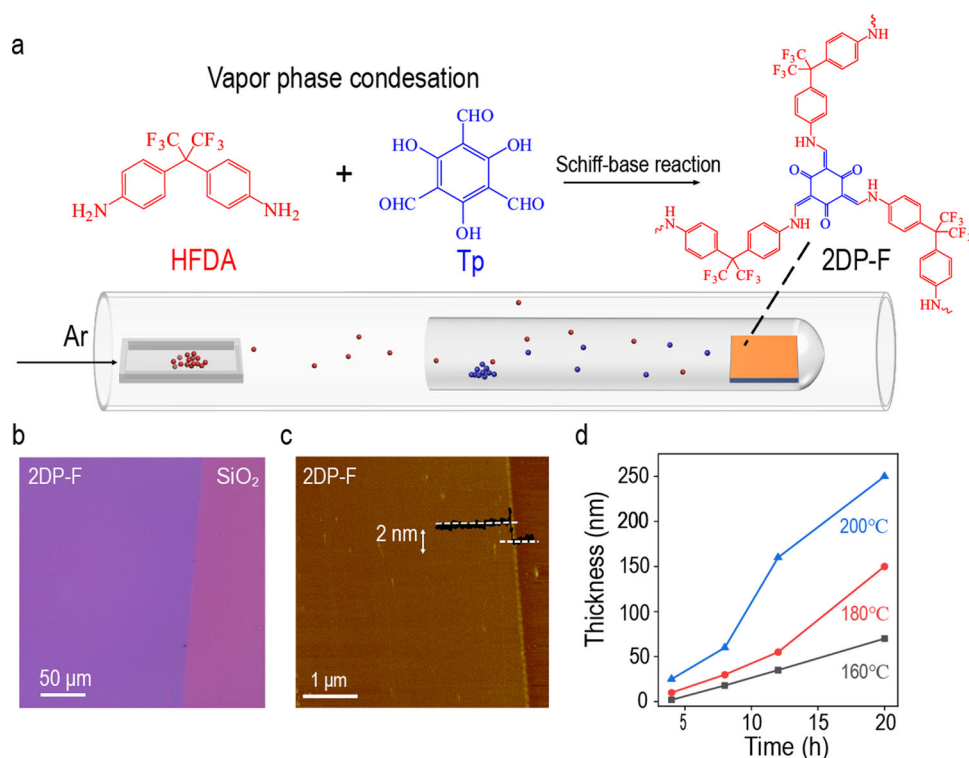 a
Vapor phase condesation
F₃C CF₃
H₂N NH₂
HFDA
+
CHO
HO OH
OHC CHO
OH
Tp
Schiff-base reaction
NH
F₃C
F₃C
HN
O O
O
N
H
NH
HN
F₃C CF₃
CF₃
CF₃
HN
2DP-F
Ar
b
2DP-F SiO₂
50 μm
c
2DP-F
2 nm
1 μm
d
Thickness (nm)
250
200
150
100
50
0
200°C
180°C
160°C
5 10 15 20
Time (h)